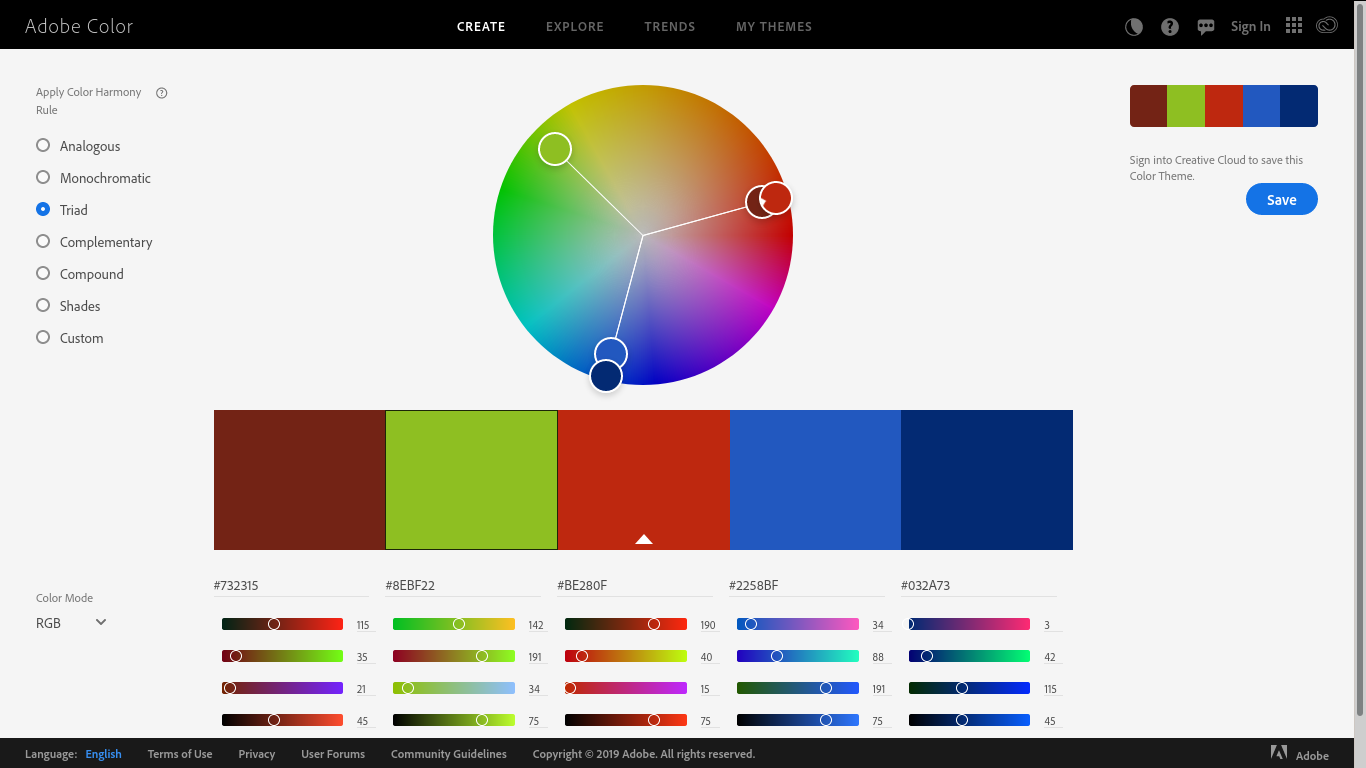 Adobe Color
CREATE EXPLORE TRENDS MY THEMES
? Sign In
Apply Color Harmony ?
Rule
Analogous
Monochromatic
Triad
Complementary
Compound
Shades
Custom
Sign into Creative Cloud to save this
Color Theme.
Save
#732315 #8EBF22 #BE280F #2258BF #032A73
Color Mode
RGB
115 142 190 34 3
35 191 40 88 42
21 34 15 191 115
45 75 75 75 45
Language: English Terms of Use Privacy User Forums Community Guidelines Copyright © 2019 Adobe. All rights reserved. Adobe